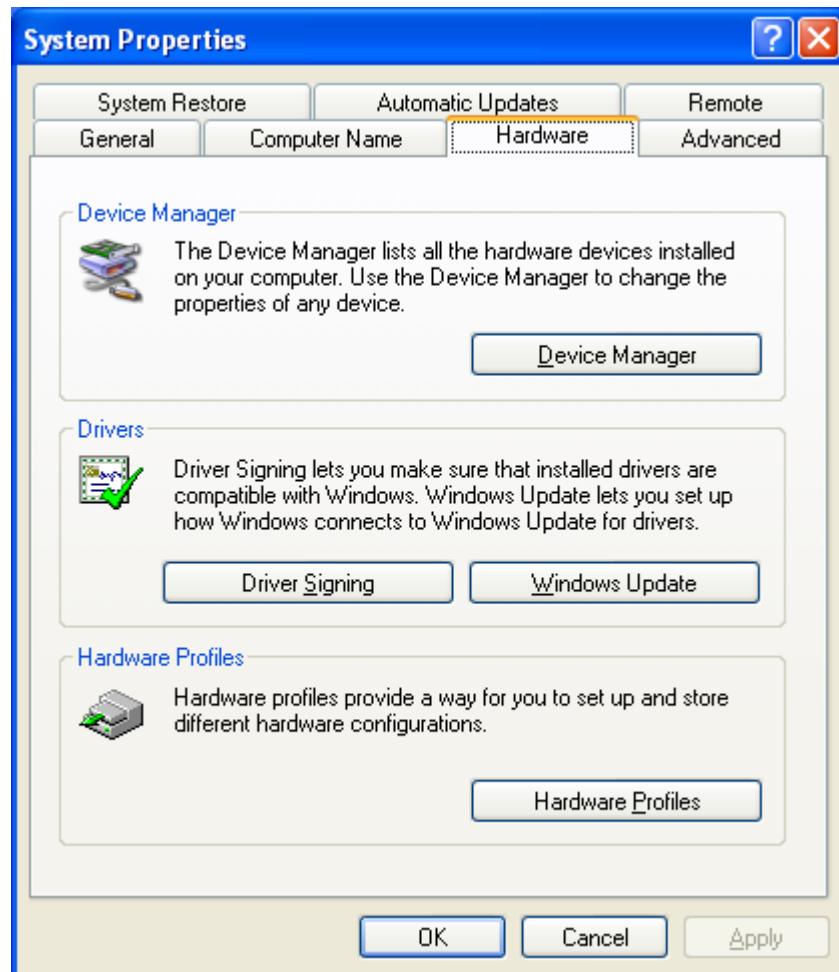 System Properties
System Restore Automatic Updates Remote
General Computer Name Hardware Advanced
Device Manager
The Device Manager lists all the hardware devices installed
on your computer. Use the Device Manager to change the
properties of any device.
Device Manager
Drivers
Driver Signing lets you make sure that installed drivers are
compatible with Windows. Windows Update lets you set up
how Windows connects to Windows Update for drivers.
Driver Signing Windows Update
Hardware Profiles
Hardware profiles provide a way for you to set up and store
different hardware configurations.
Hardware Profiles
OK Cancel Apply